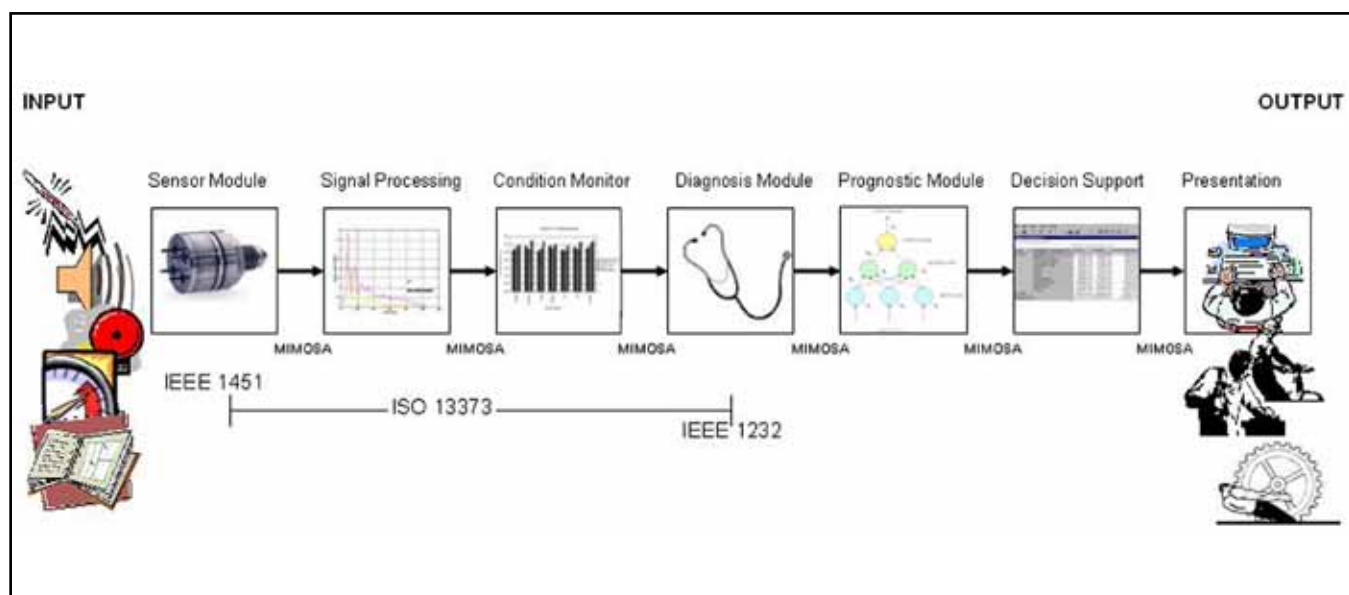 INPUT
OUTPUT
Sensor Module
Signal Processing
Condition Monitor
Diagnosis Module
Prognostic Module
Decision Support
Presentation
MIMOSA
MIMOSA
MIMOSA
MIMOSA
MIMOSA
MIMOSA
IEEE 1451
ISO 13373
IEEE 1232